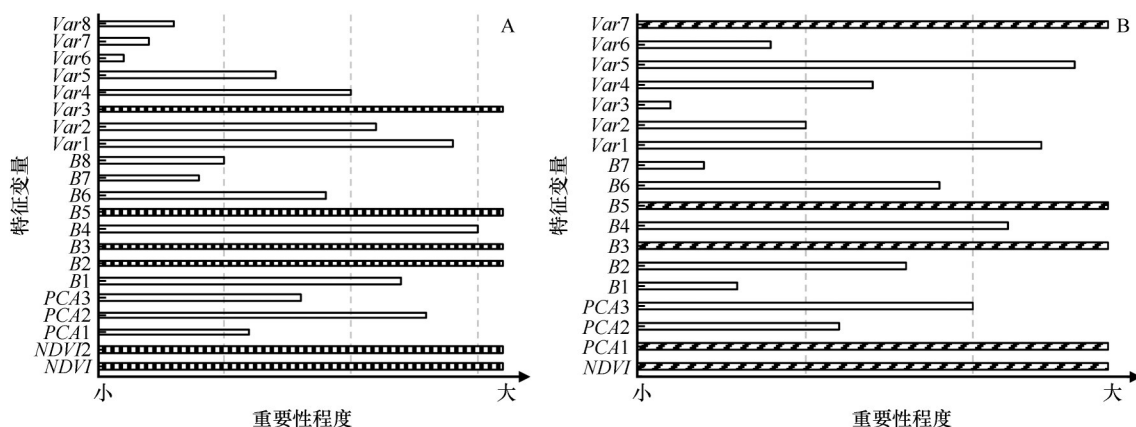 A
Var8
Var7
Var6
Var5
Var4
Var3
Var2
Var1
B8
B7
B6
B5
B4
B3
B2
B1
PCA3
PCA2
PCA1
NDVI2
NDVI
特征变量
小 大
重要性程度
B
Var7
Var6
Var5
Var4
Var3
Var2
Var1
B7
B6
B5
B4
B3
B2
B1
PCA3
PCA2
PCA1
NDVI
特征变量
小 大
重要性程度